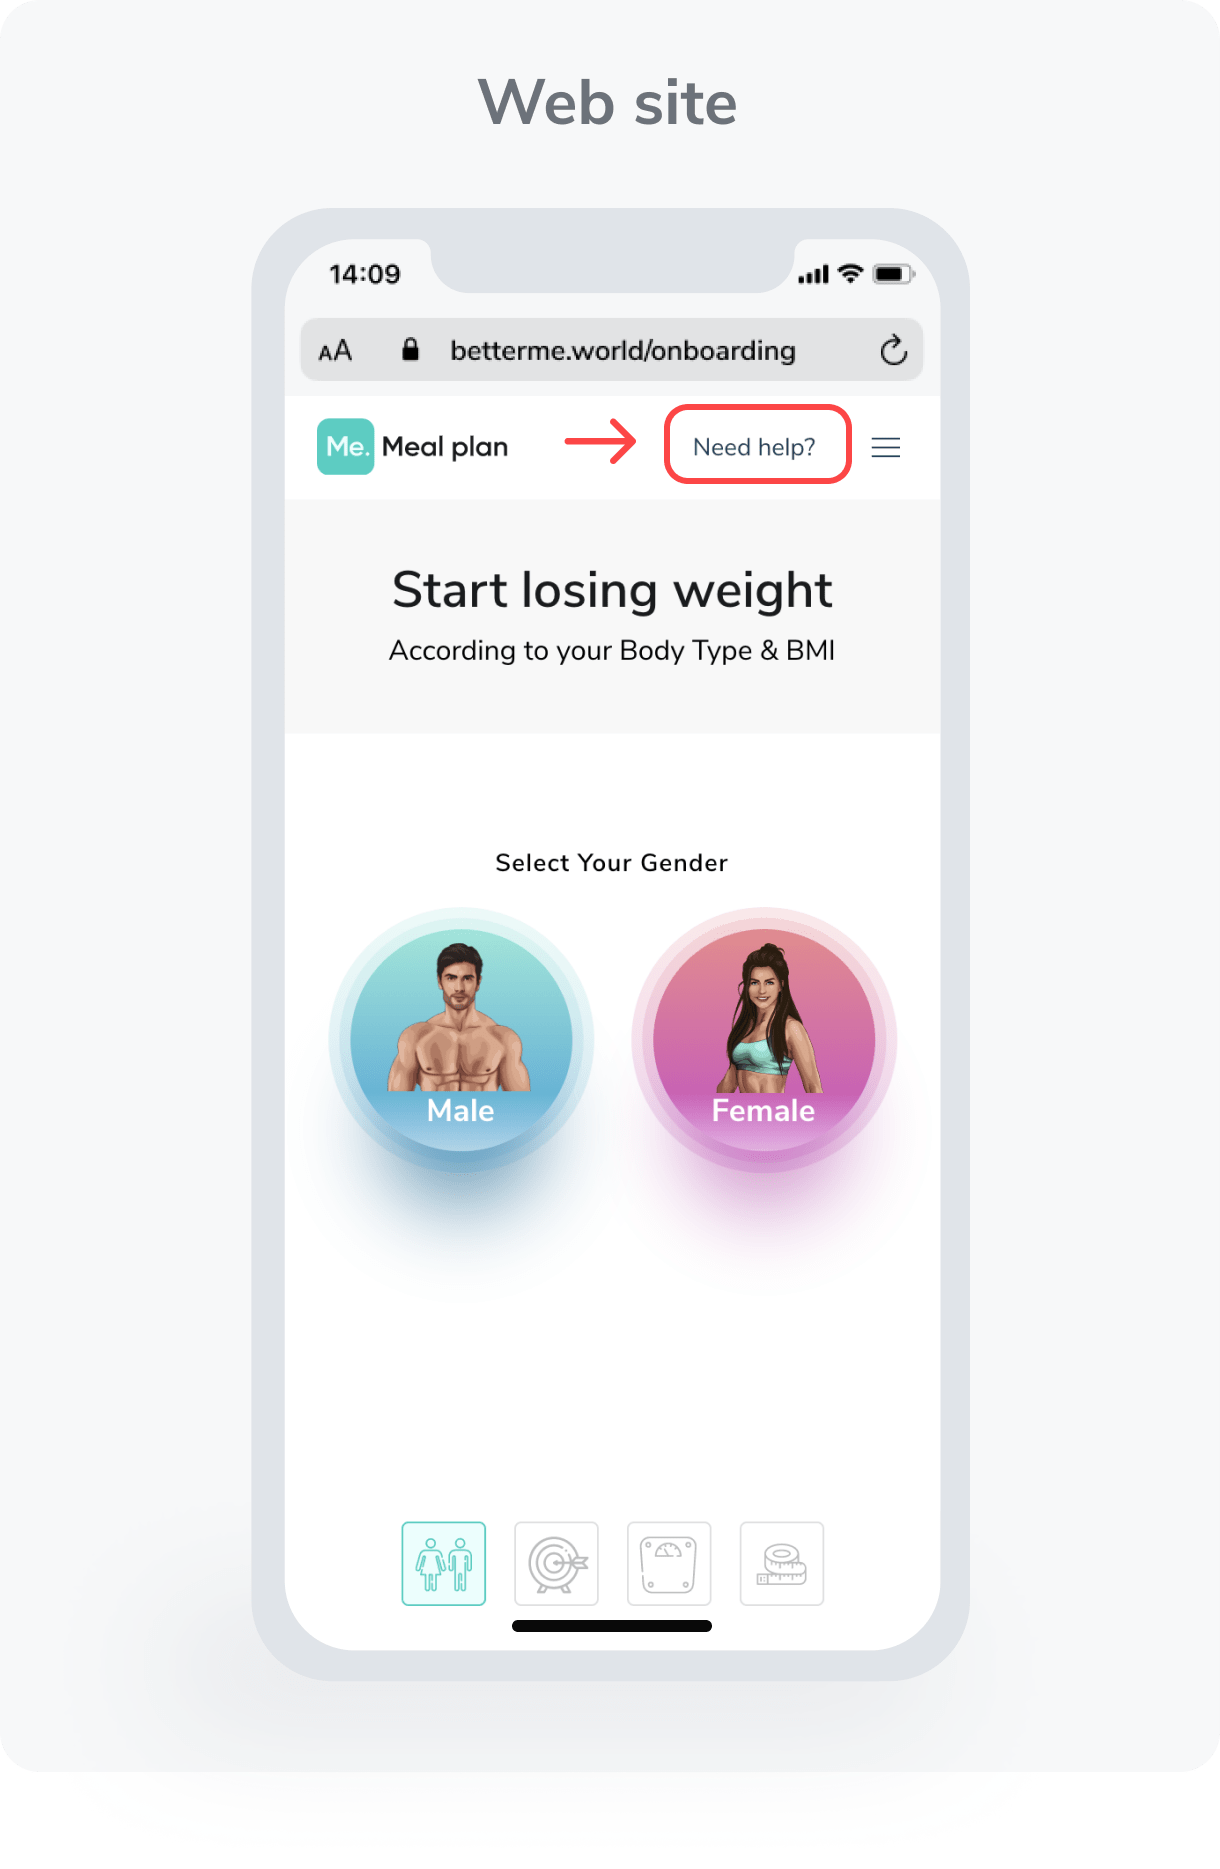 Web site
14:09
AA betterme.world/onboarding
Me. Meal plan Need help?
Start losing weight
According to your Body Type & BMI
Select Your Gender
Male Female